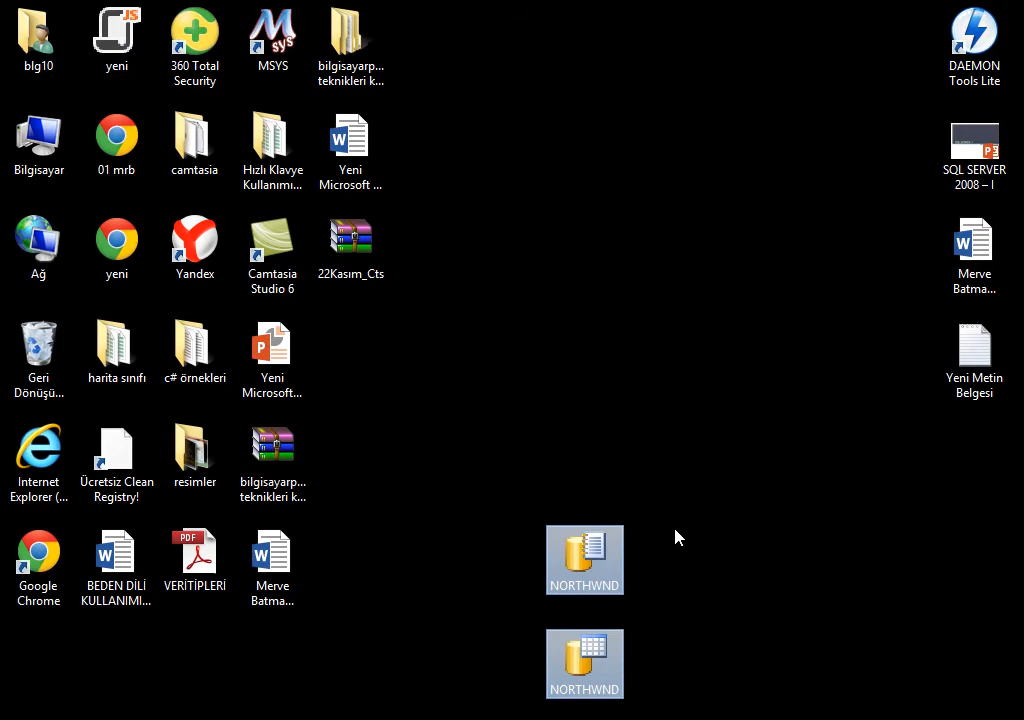 blg10
yeni
JS
360 Total
Security
M
sys
MSYS
bilgisayarp...
teknikleri k...
DAEMON
Tools Lite
Bilgisayar
01 mrb
camtasia
Hızlı Klavye
Kullanımı...
W
Yeni
Microsoft ...
P
SQL SERVER
2008 – I
Ağ
yeni
Yandex
Camtasia
Studio 6
22Kasım_Cts
W
Merve
Batma...
Geri
Dönüşü...
harita sınıfı
c# örnekleri
P
Yeni
Microsoft...
Yeni Metin
Belgesi
Internet
Explorer (...
Ücretsiz Clean
Registry!
resimler
bilgisayarp...
teknikleri k...
Google
Chrome
W
BEDEN DİLİ
KULLANIMI...
PDF
VERİTİPLERİ
W
Merve
Batma...
NORTHWND
NORTHWND